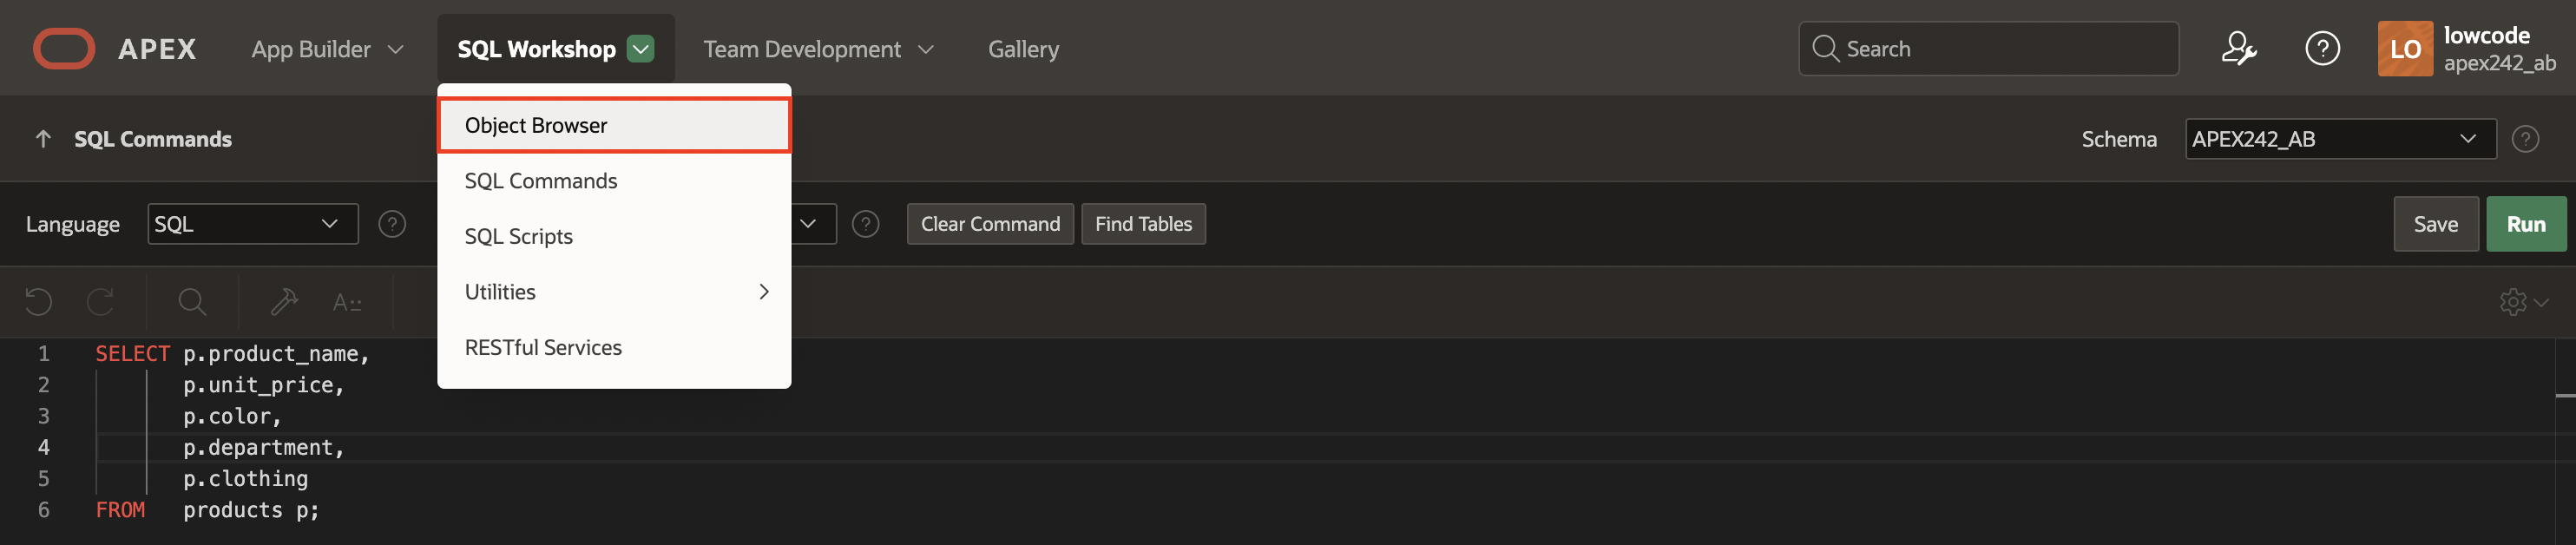 APEX App Builder SQL Workshop Team Development Gallery Search ? LO lowcode
apex242_ab
SQL Commands Schema APEX242_AB ?
Object Browser
SQL Commands
SQL Scripts
Utilities
RESTful Services
Language SQL ? ? Clear Command Find Tables Save Run
A::
1 SELECT p.product_name,
2 p.unit_price,
3 p.color,
4 p.department,
5 p.clothing
6 FROM products p;